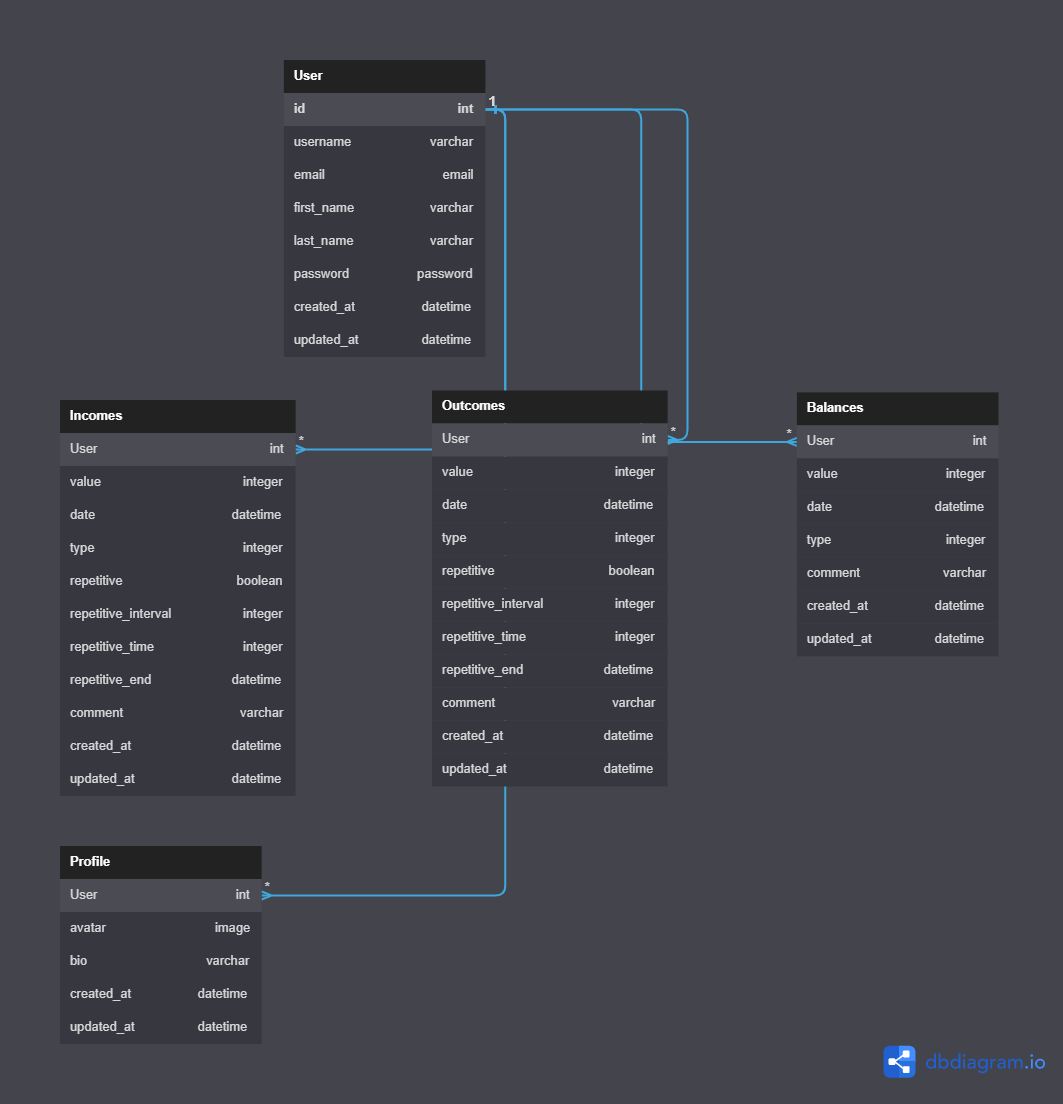 User
id int 1
username varchar
email email
first_name varchar
last_name varchar
password password
created_at datetime
updated_at datetime
Incomes
User int *
value integer
date datetime
type integer
repetitive boolean
repetitive_interval integer
repetitive_time integer
repetitive_end datetime
comment varchar
created_at datetime
updated_at datetime
Outcomes
User int *
value integer
date datetime
type integer
repetitive boolean
repetitive_interval integer
repetitive_time integer
repetitive_end datetime
comment varchar
created_at datetime
updated_at datetime
Balances
* User int
value integer
date datetime
type integer
comment varchar
created_at datetime
updated_at datetime
Profile
User int *
avatar image
bio varchar
created_at datetime
updated_at datetime
dbdiagram.io